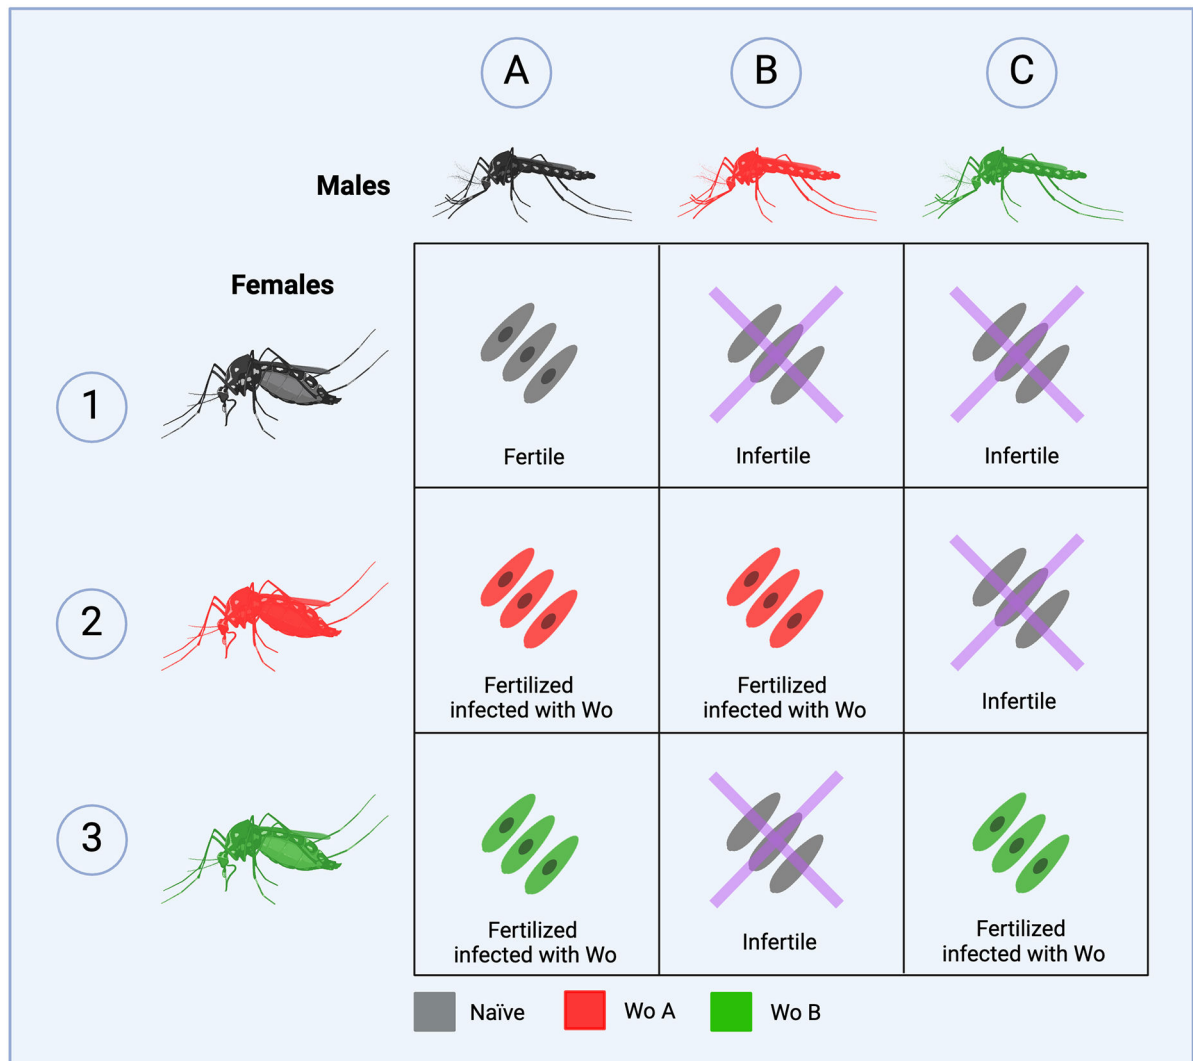 A
B
C
Males
Females
1
Fertile
Infertile
Infertile
2
Fertilized
infected with Wo
Fertilized
infected with Wo
Infertile
3
Fertilized
infected with Wo
Infertile
Fertilized
infected with Wo
Naïve
Wo A
Wo B